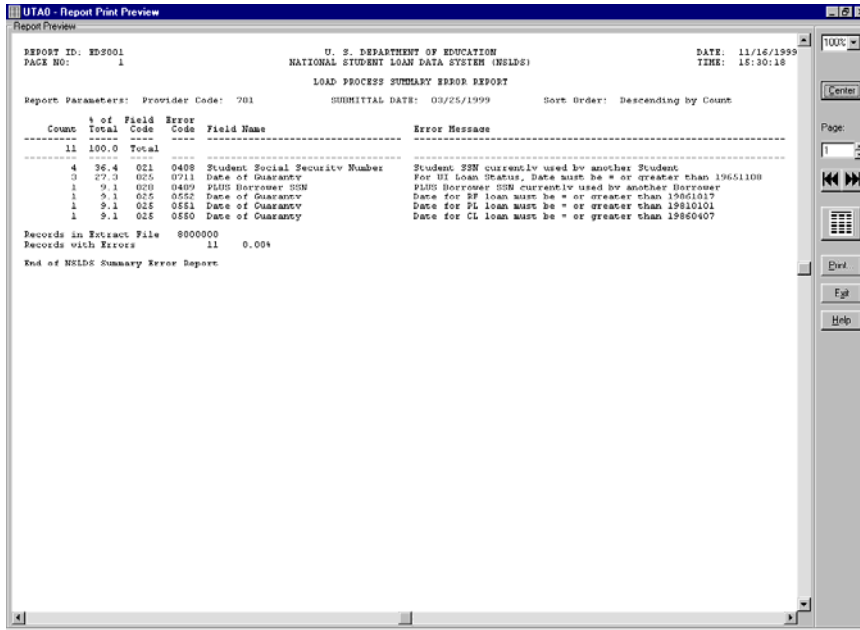 UTA0 - Report Print Preview
Report Preview
REPORT ID: EDS001 U. S. DEPARTMENT OF EDUCATION DATE: 11/16/1999
PAGE NO: 1 NATIONAL STUDENT LOAN DATA SYSTEM (NSLDS) TIME: 15:30:18
LOAD PROCESS SUMMARY ERROR REPORT
Report Parameters: Provider Code: 701 SUBMITTAL DATE: 03/25/1999 Sort Order: Descending by Count
% of Field Error
Count Total Code Code Field Name Error Message
11 100.0 Total
4 36.4 021 0408 Student Social Security Number Student SSN currently used by another Student
3 27.3 025 0711 Date of Guaranty For UI Loan Status, Date must be = or greater than 19651108
1 9.1 020 0409 PLUS Borrower SSN PLUS Borrower SSN currently used by another Borrower
1 9.1 025 0552 Date of Guaranty Date for RF loan must be = or greater than 19861017
1 9.1 025 0551 Date of Guaranty Date for PL loan must be = or greater than 19810101
1 9.1 025 0550 Date of Guaranty Date for CL loan must be = or greater than 19860407
Records in Extract File 8000000
Records with Errors 11 0.00%
End of NSLDS Summary Error Report
100%
Center
Page:
1
Print
Exit
Help